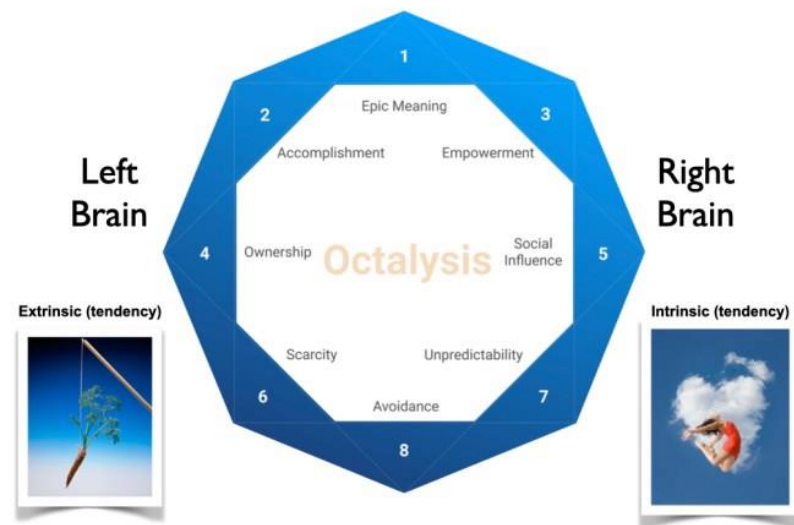 1
2
3
Epic Meaning
Accomplishment
Empowerment
Left
Brain
Right
Brain
4
Ownership
Octalysis
Social
Influence
5
Extrinsic (tendency)
Intrinsic (tendency)
Scarcity
Unpredictability
6
Avoidance
7
8